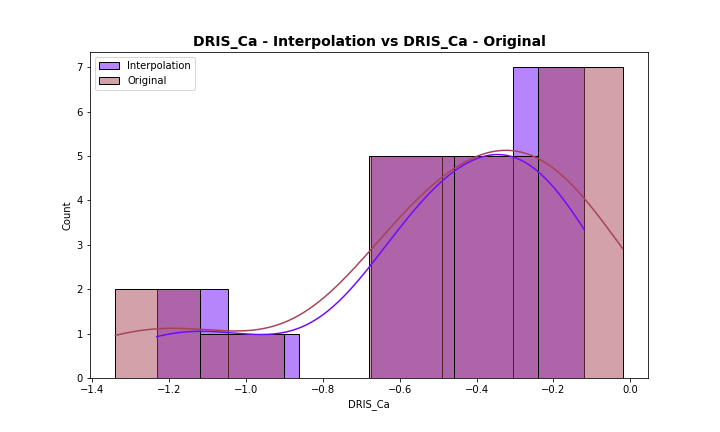 DRIS_Ca - Interpolation vs DRIS_Ca - Original
Interpolation
Original
7
6
5
4
3
2
1
0
Count
−1.4 −1.2 −1.0 −0.8 −0.6 −0.4 −0.2 0.0
DRIS_Ca